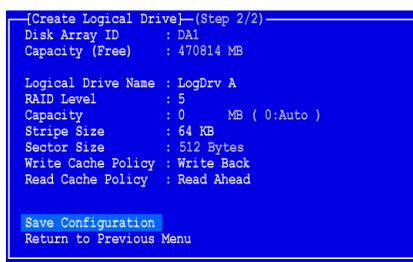 [Create Logical Drive]—(Step 2/2)
Disk Array ID : DA1
Capacity (Free) : 470814 MB
Logical Drive Name : LogDrv A
RAID Level : 5
Capacity : 0 MB ( 0:Auto )
Stripe Size : 64 KB
Sector Size : 512 Bytes
Write Cache Policy : Write Back
Read Cache Policy : Read Ahead
Save Configuration
Return to Previous Menu